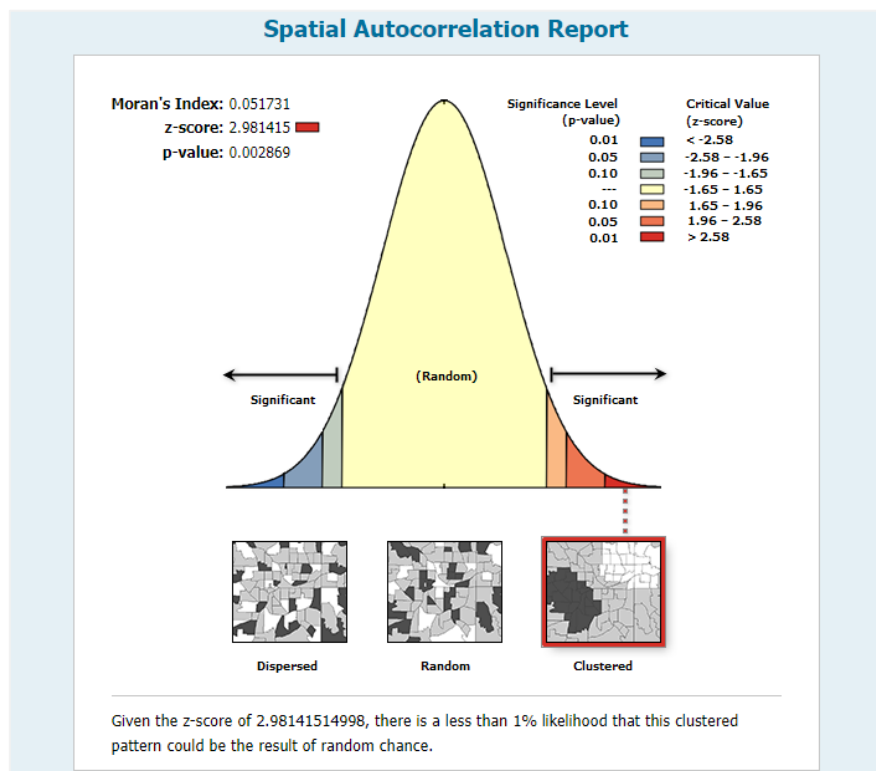 Spatial Autocorrelation Report
Moran's Index: 0.051731
z-score: 2.981415
p-value: 0.002869
Significance Level
(p-value)
Critical Value
(z-score)
0.01 < -2.58
0.05 -2.58 – -1.96
0.10 -1.96 – -1.65
--- -1.65 – 1.65
0.10 1.65 – 1.96
0.05 1.96 – 2.58
0.01 > 2.58
(Random)
Significant
Significant
Dispersed
Random
Clustered
Given the z-score of 2.98141514998, there is a less than 1% likelihood that this clustered
pattern could be the result of random chance.